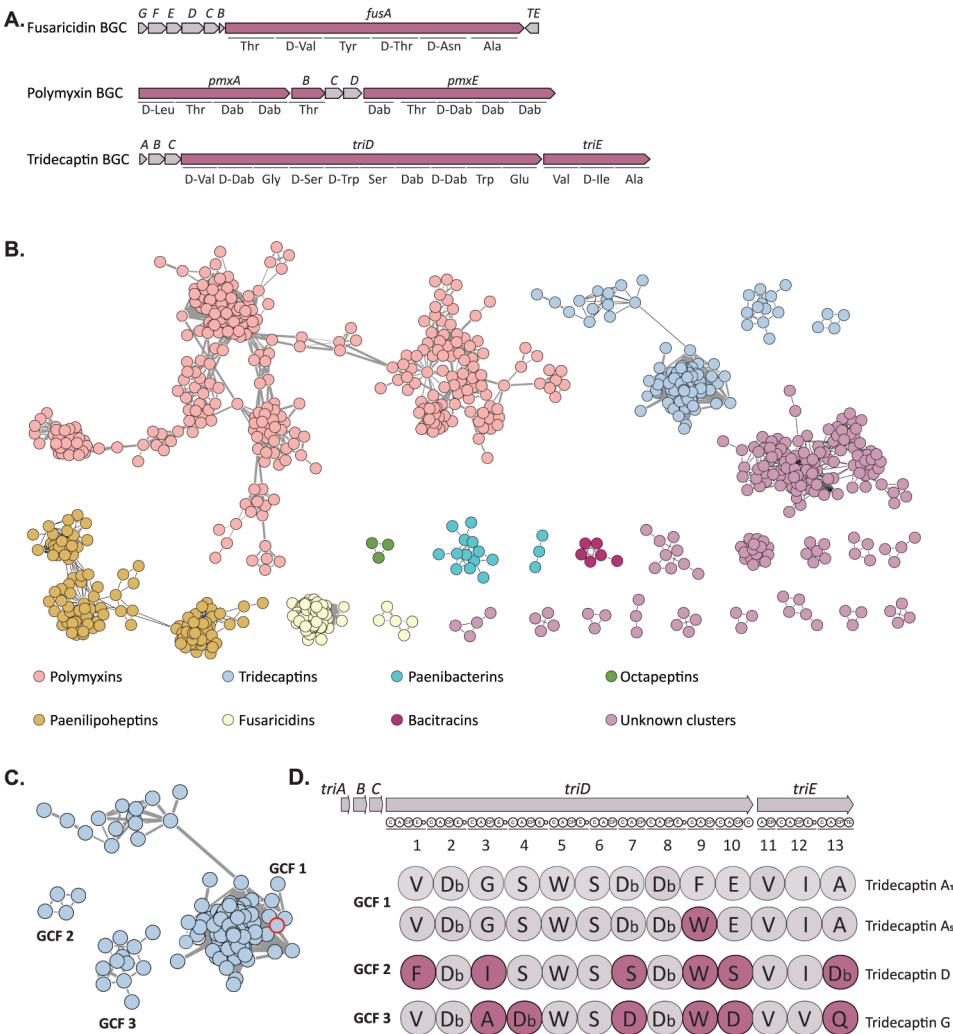 A.
G F E D C B fusA TE
Fusaricidin BGC
Thr D-Val Tyr D-Thr D-Asn Ala
pmxA B C D pmxE
Polymyxin BGC
D-Leu Thr Dab Dab Thr Dab Thr D-Dab Dab Dab
A B C triD triE
Tridecaptin BGC
D-Val D-Dab Gly D-Ser D-Trp Ser Dab D-Dab Trp Glu Val D-Ile Ala
B.
Polymyxins Tridecaptins Paenibacterins Octapeptins
Paenilipoheptins Fusaricidins Bacitracins Unknown clusters
C.
GCF 1
GCF 2
GCF 3
D.
triA B C triD triE
1 2 3 4 5 6 7 8 9 10 11 12 13
GCF 1
V Db G S W S Db Db F E V I A Tridecaptin A₁
V Db G S W S Db Db W E V I A Tridecaptin A₅
GCF 2 F Db I S W S S Db W S V I Db Tridecaptin D
GCF 3 V Db A Db W S D Db W D V V Q Tridecaptin G